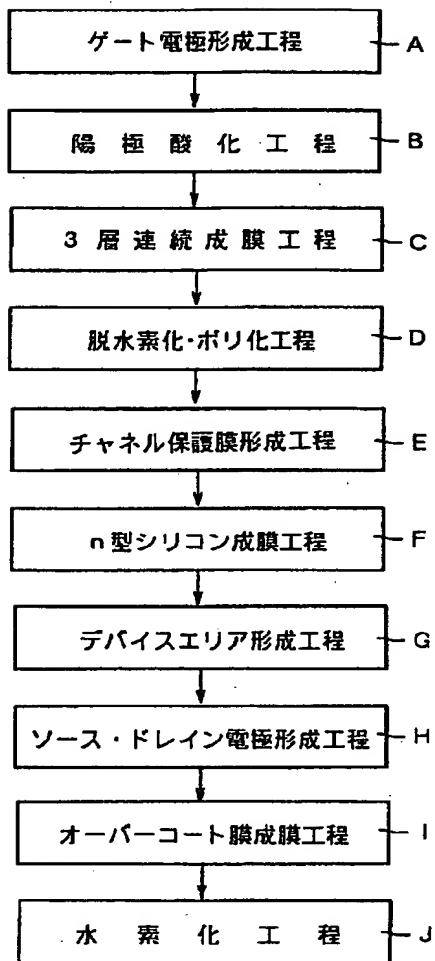 ゲート電極形成工程 A
陽極酸化工程 B
3層連続成膜工程 C
脱水素化・ポリ化工程 D
チャネル保護膜形成工程 E
n型シリコン成膜工程 F
デバイスエリア形成工程 G
ソース・ドレイン電極形成工程 H
オーバーコート膜成膜工程 I
水素化工程 J